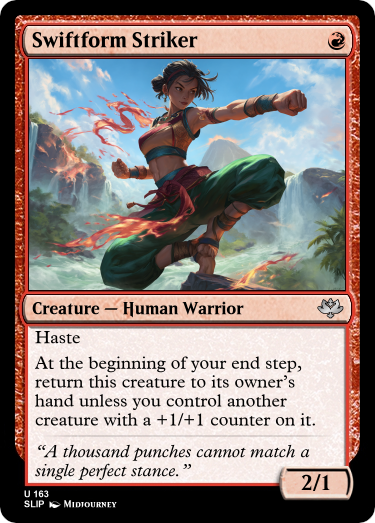 Swiftform Striker
Creature — Human Warrior
Haste
At the beginning of your end step,
return this creature to its owner's
hand unless you control another
creature with a +1/+1 counter on it.
“A thousand punches cannot match a
single perfect stance.”
2/1
U 163
SLIP Midjourney